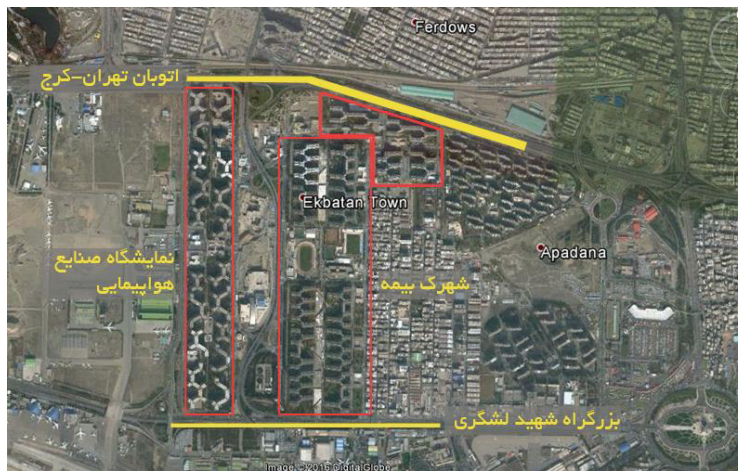 Ferdows
اتوبان تهران-کرج
Ekbatan Town
Apadana
نمایشگاه صنایع
هواپیمایی
شهرک بیمه
بزرگراه شهید لشگری
Image © 2016 DigitalGlobe